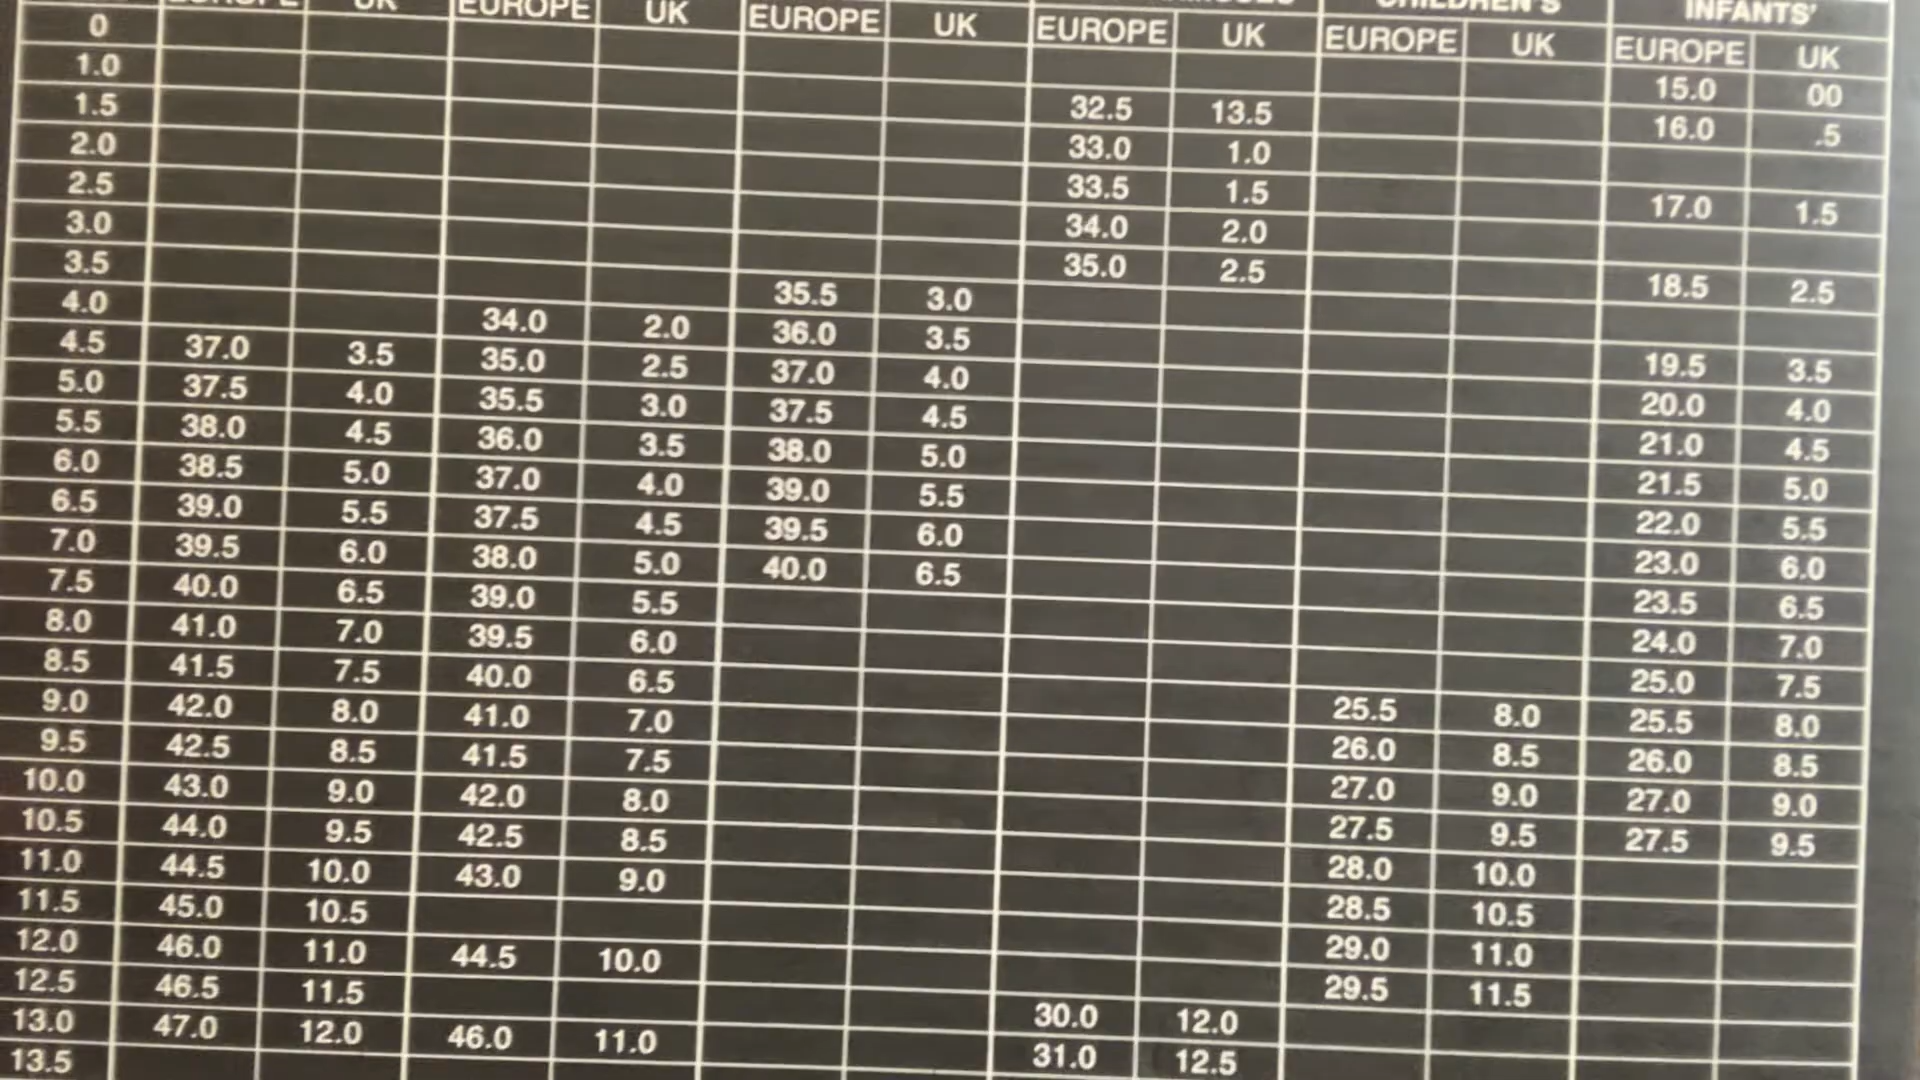 CHILDREN'S INFANTS'
EUROPE UK EUROPE UK EUROPE UK EUROPE UK EUROPE UK EUROPE UK
0 15.0 00
1.0 32.5 13.5 16.0 .5
1.5 33.0 1.0
2.0 33.5 1.5 17.0 1.5
2.5 34.0 2.0
3.0 35.0 2.5 18.5 2.5
3.5 35.5 3.0
4.0 34.0 2.0 36.0 3.5 19.5 3.5
4.5 37.0 3.5 35.0 2.5 37.0 4.0 20.0 4.0
5.0 37.5 4.0 35.5 3.0 37.5 4.5 21.0 4.5
5.5 38.0 4.5 36.0 3.5 38.0 5.0 21.5 5.0
6.0 38.5 5.0 37.0 4.0 39.0 5.5 22.0 5.5
6.5 39.0 5.5 37.5 4.5 39.5 6.0 23.0 6.0
7.0 39.5 6.0 38.0 5.0 40.0 6.5 23.5 6.5
7.5 40.0 6.5 39.0 5.5 24.0 7.0
8.0 41.0 7.0 39.5 6.0 25.0 7.5
8.5 41.5 7.5 40.0 6.5 25.5 8.0 25.5 8.0
9.0 42.0 8.0 41.0 7.0 26.0 8.5 26.0 8.5
9.5 42.5 8.5 41.5 7.5 27.0 9.0 27.0 9.0
10.0 43.0 9.0 42.0 8.0 27.5 9.5 27.5 9.5
10.5 44.0 9.5 42.5 8.5 28.0 10.0
11.0 44.5 10.0 43.0 9.0 28.5 10.5
11.5 45.0 10.5 29.0 11.0
12.0 46.0 11.0 44.5 10.0 29.5 11.5
12.5 46.5 11.5 30.0 12.0
13.0 47.0 12.0 46.0 11.0 31.0 12.5
13.5